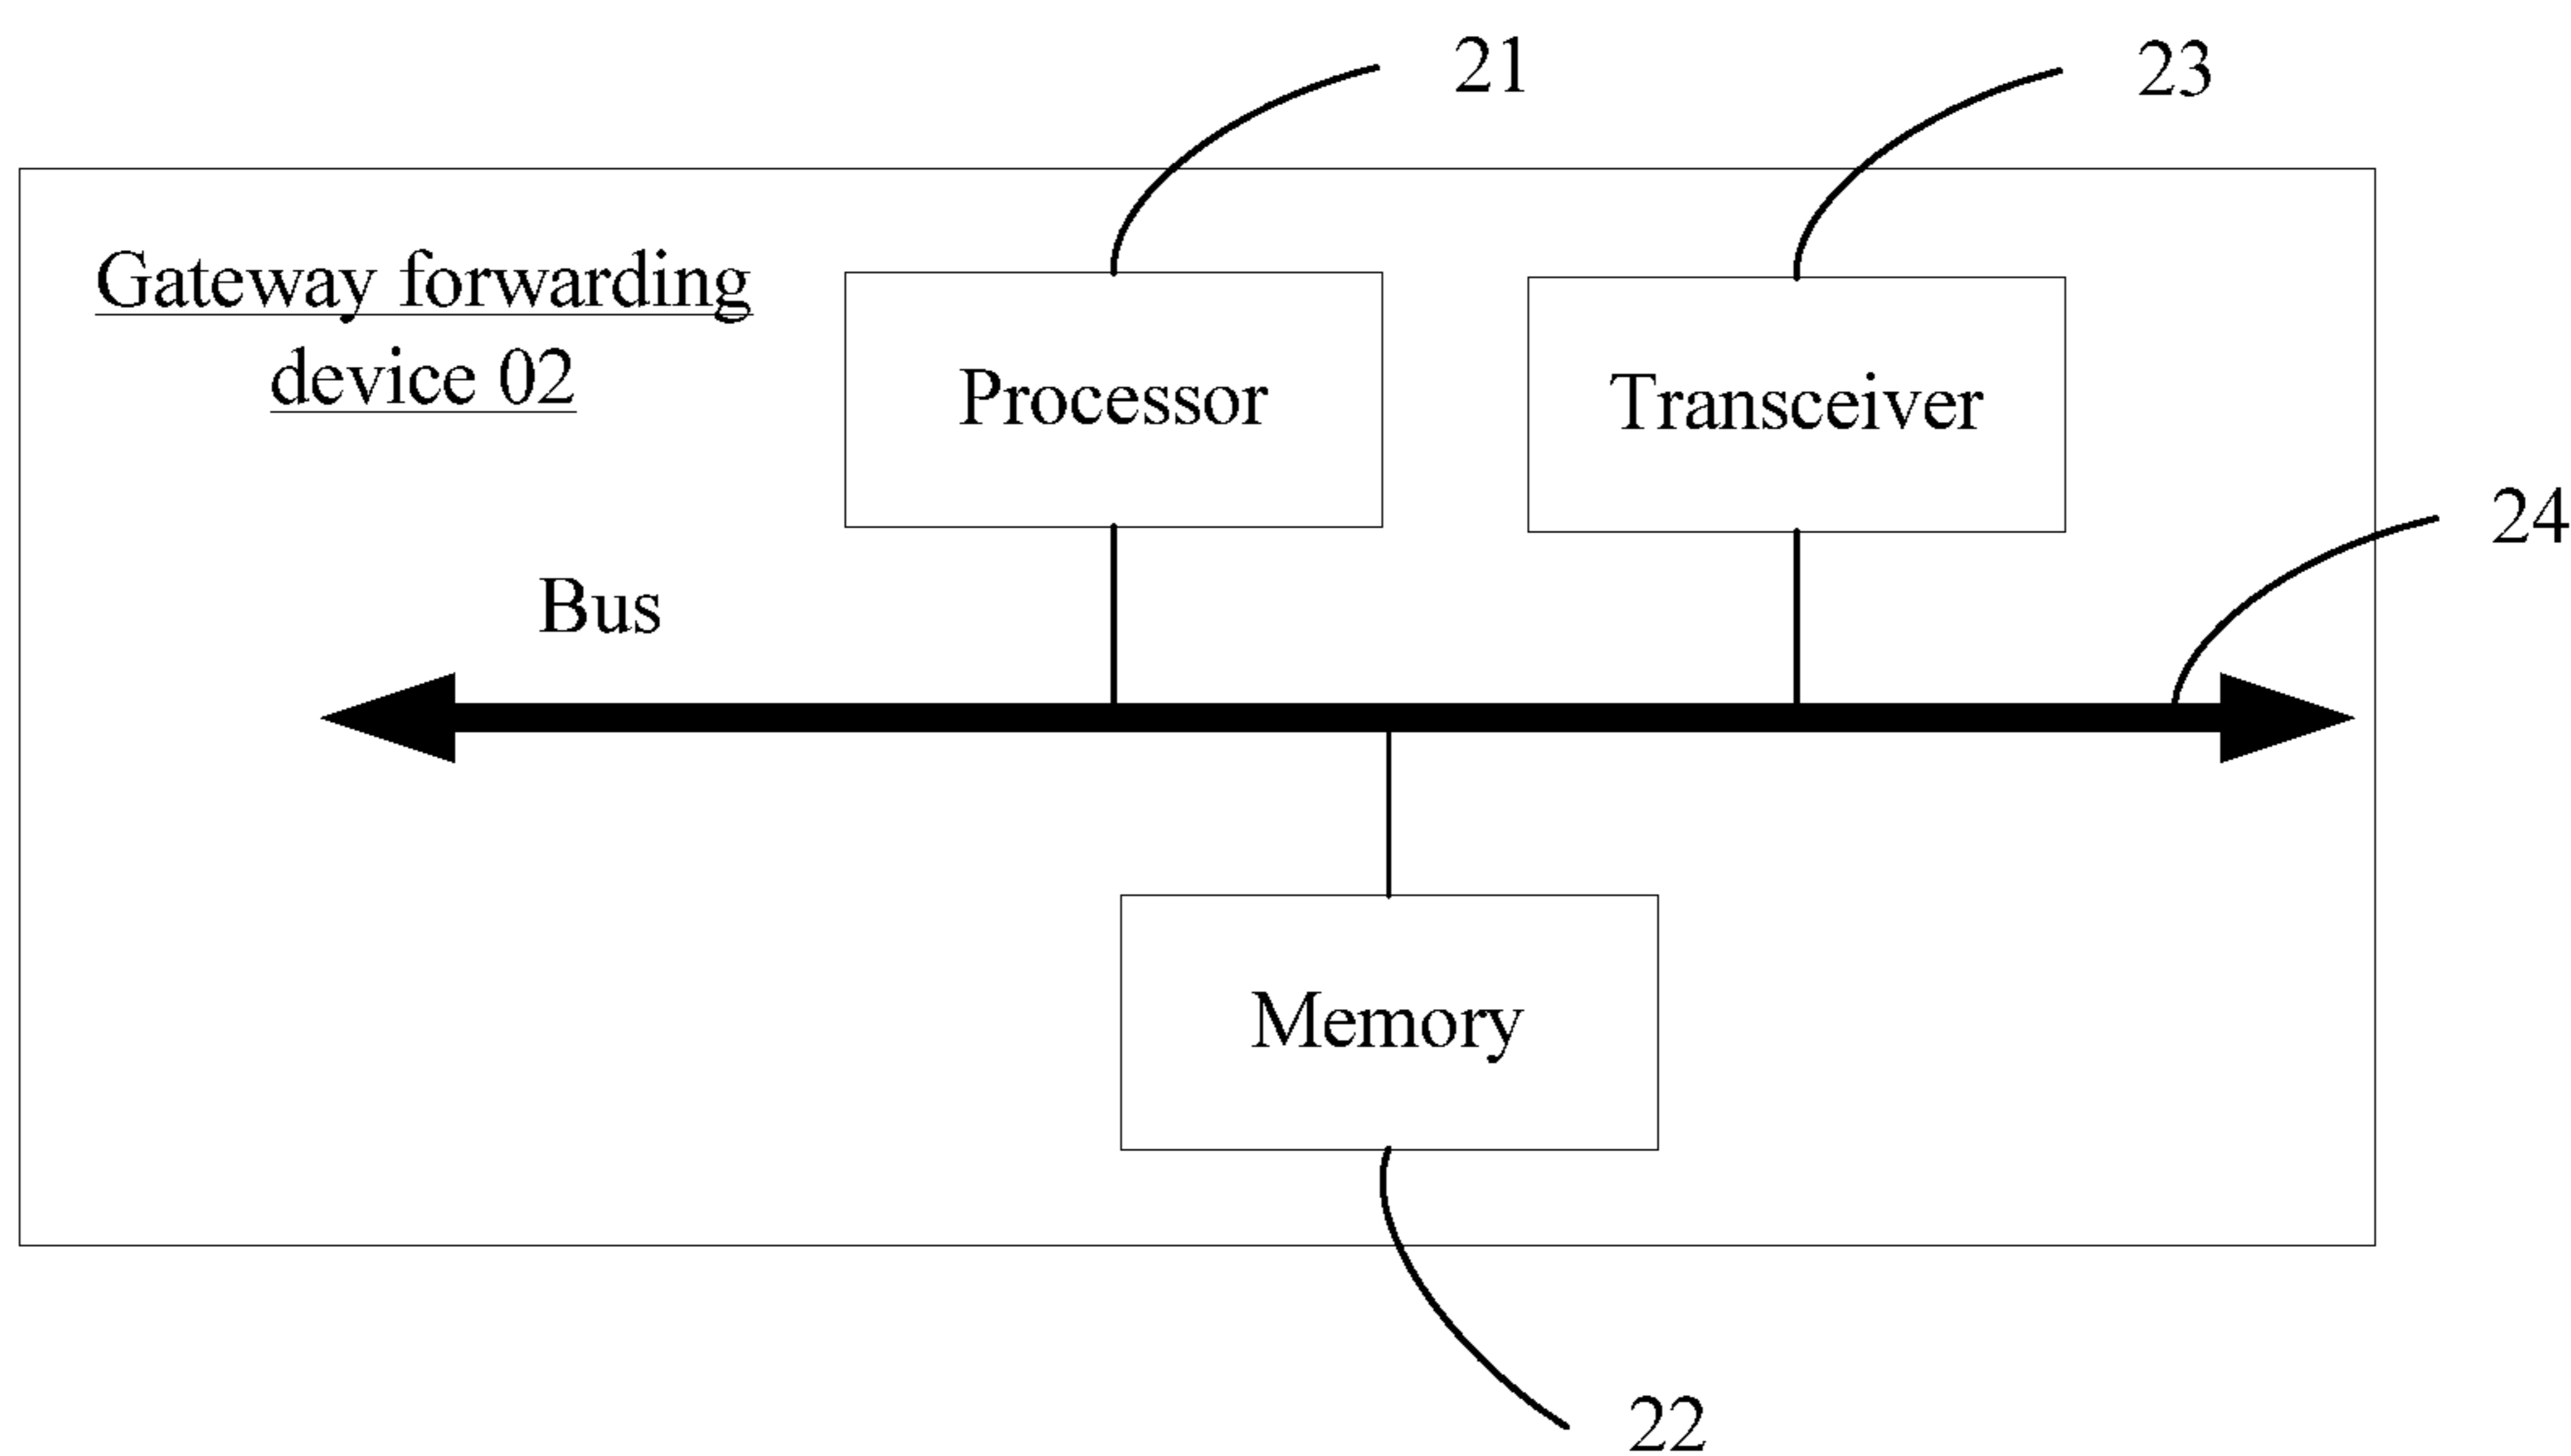 21
23
Gateway forwarding
device 02
Processor
Transceiver
24
Bus
Memory
22